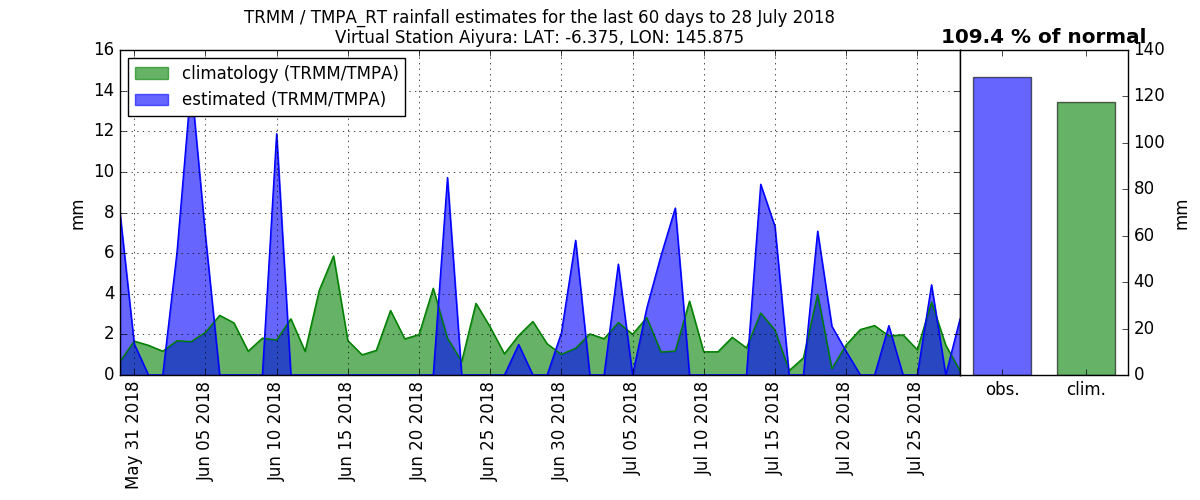 TRMM / TMPA_RT rainfall estimates for the last 60 days to 28 July 2018
Virtual Station Aiyura: LAT: -6.375, LON: 145.875
109.4 % of normal
climatology (TRMM/TMPA)
estimated (TRMM/TMPA)
16
14
12
10
8
6
4
2
0
mm
May 31 2018
Jun 05 2018
Jun 10 2018
Jun 15 2018
Jun 20 2018
Jun 25 2018
Jun 30 2018
Jul 05 2018
Jul 10 2018
Jul 15 2018
Jul 20 2018
Jul 25 2018
obs.
clim.
140
120
100
80
60
40
20
0
mm